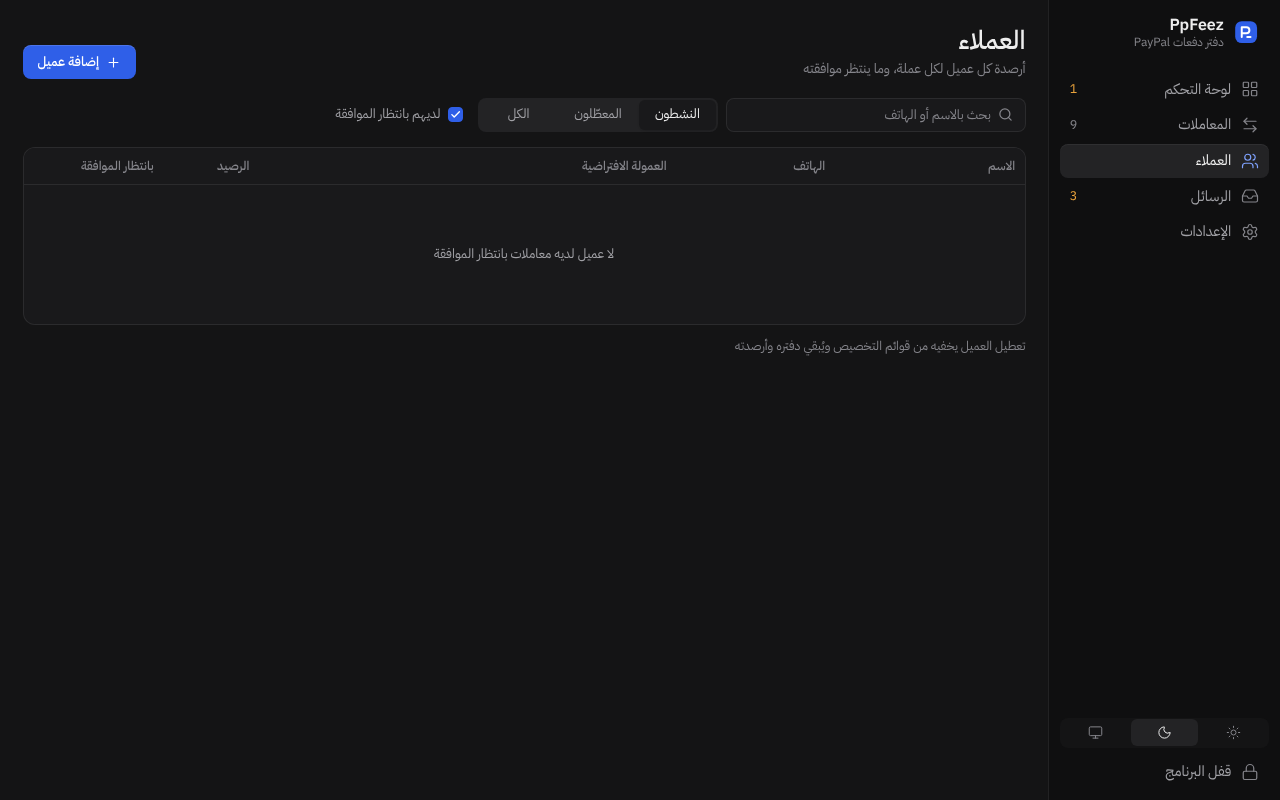 PpFeez
دفتر دفعات PayPal
لوحة التحكم 1
المعاملات 9
العملاء
الرسائل 3
الإعدادات
قفل البرنامج
العملاء
أرصدة كل عميل لكل عملة، وما ينتظر موافقته
إضافة عميل
بحث بالاسم أو الهاتف
النشطون المعطّلون الكل
لديهم بانتظار الموافقة
الاسم الهاتف العمولة الافتراضية الرصيد بانتظار الموافقة
لا عميل لديه معاملات بانتظار الموافقة
تعطيل العميل يخفيه من قوائم التخصيص ويُبقي دفتره وأرصدته